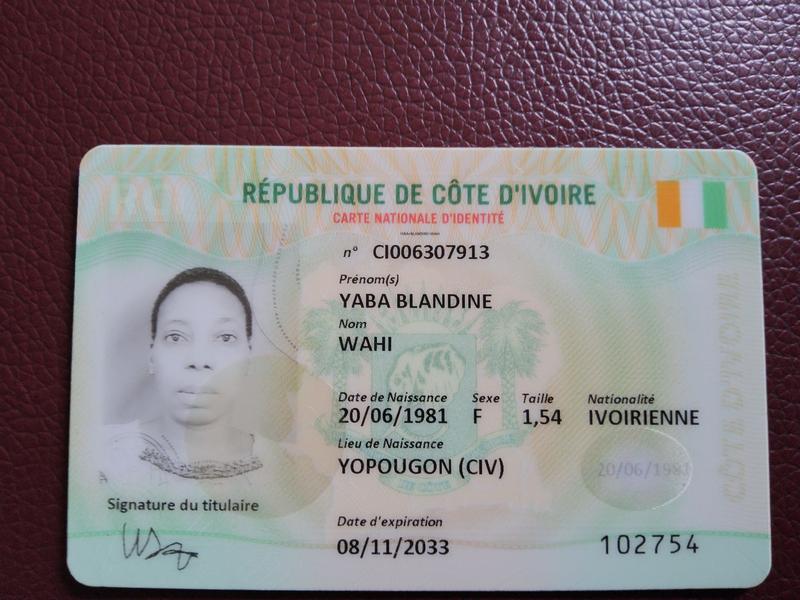 RÉPUBLIQUE DE CÔTE D'IVOIRE
CARTE NATIONALE D'IDENTITÉ
n° CI006307913
Prénom(s)
YABA BLANDINE
Nom
WAHI
Date de Naissance Sexe Taille Nationalité
20/06/1981 F 1,54 IVOIRIENNE
Lieu de Naissance
YOPOUGON (CIV)
20/06/1981
Signature du titulaire
Date d'expiration
08/11/2033
102754